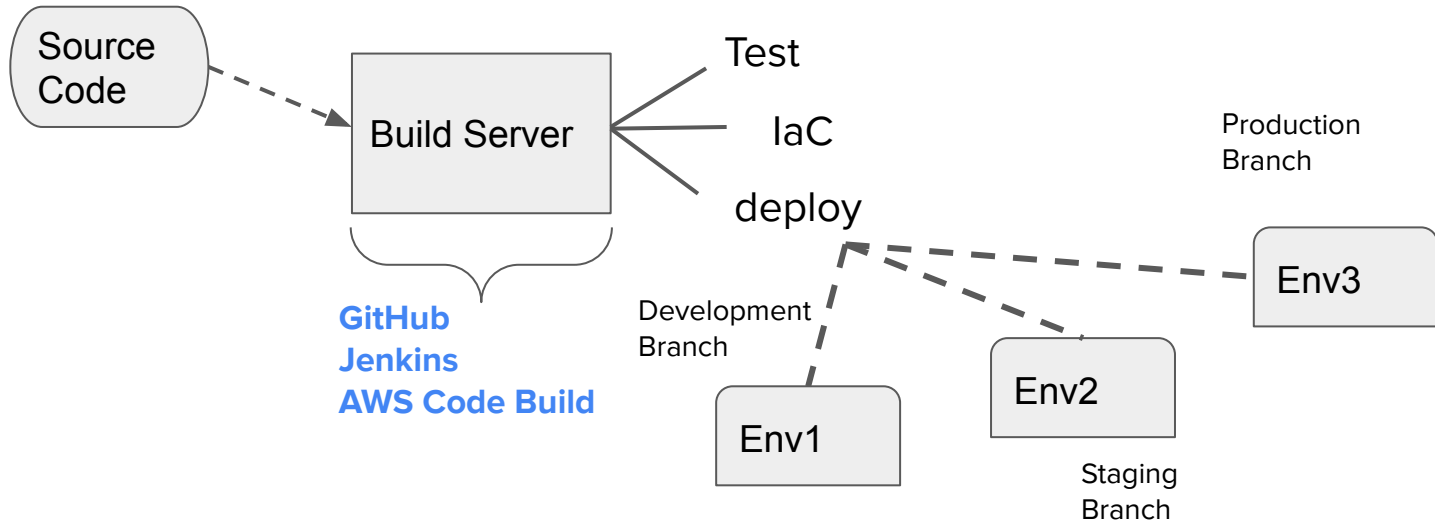 Source
Code
Build Server
Test
IaC
deploy
GitHub
Jenkins
AWS Code Build
Development
Branch
Env1
Env2
Staging
Branch
Production
Branch
Env3